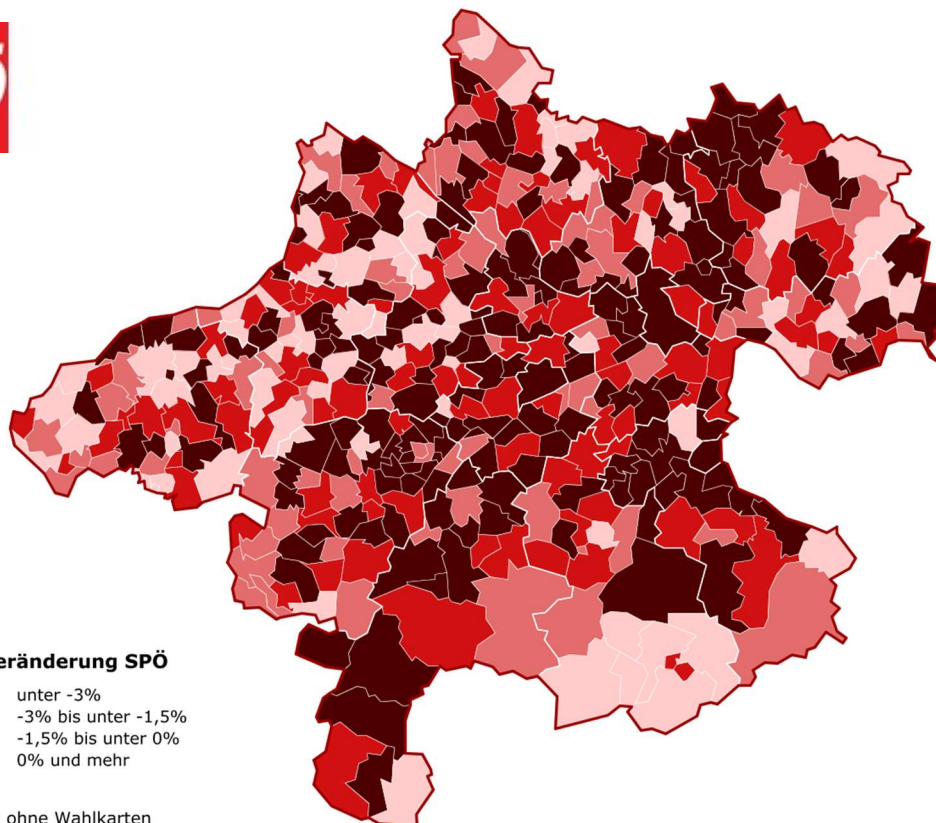 eränderung SPÖ
unter -3%
-3% bis unter -1,5%
-1,5% bis unter 0%
0% und mehr
ohne Wahlkarten